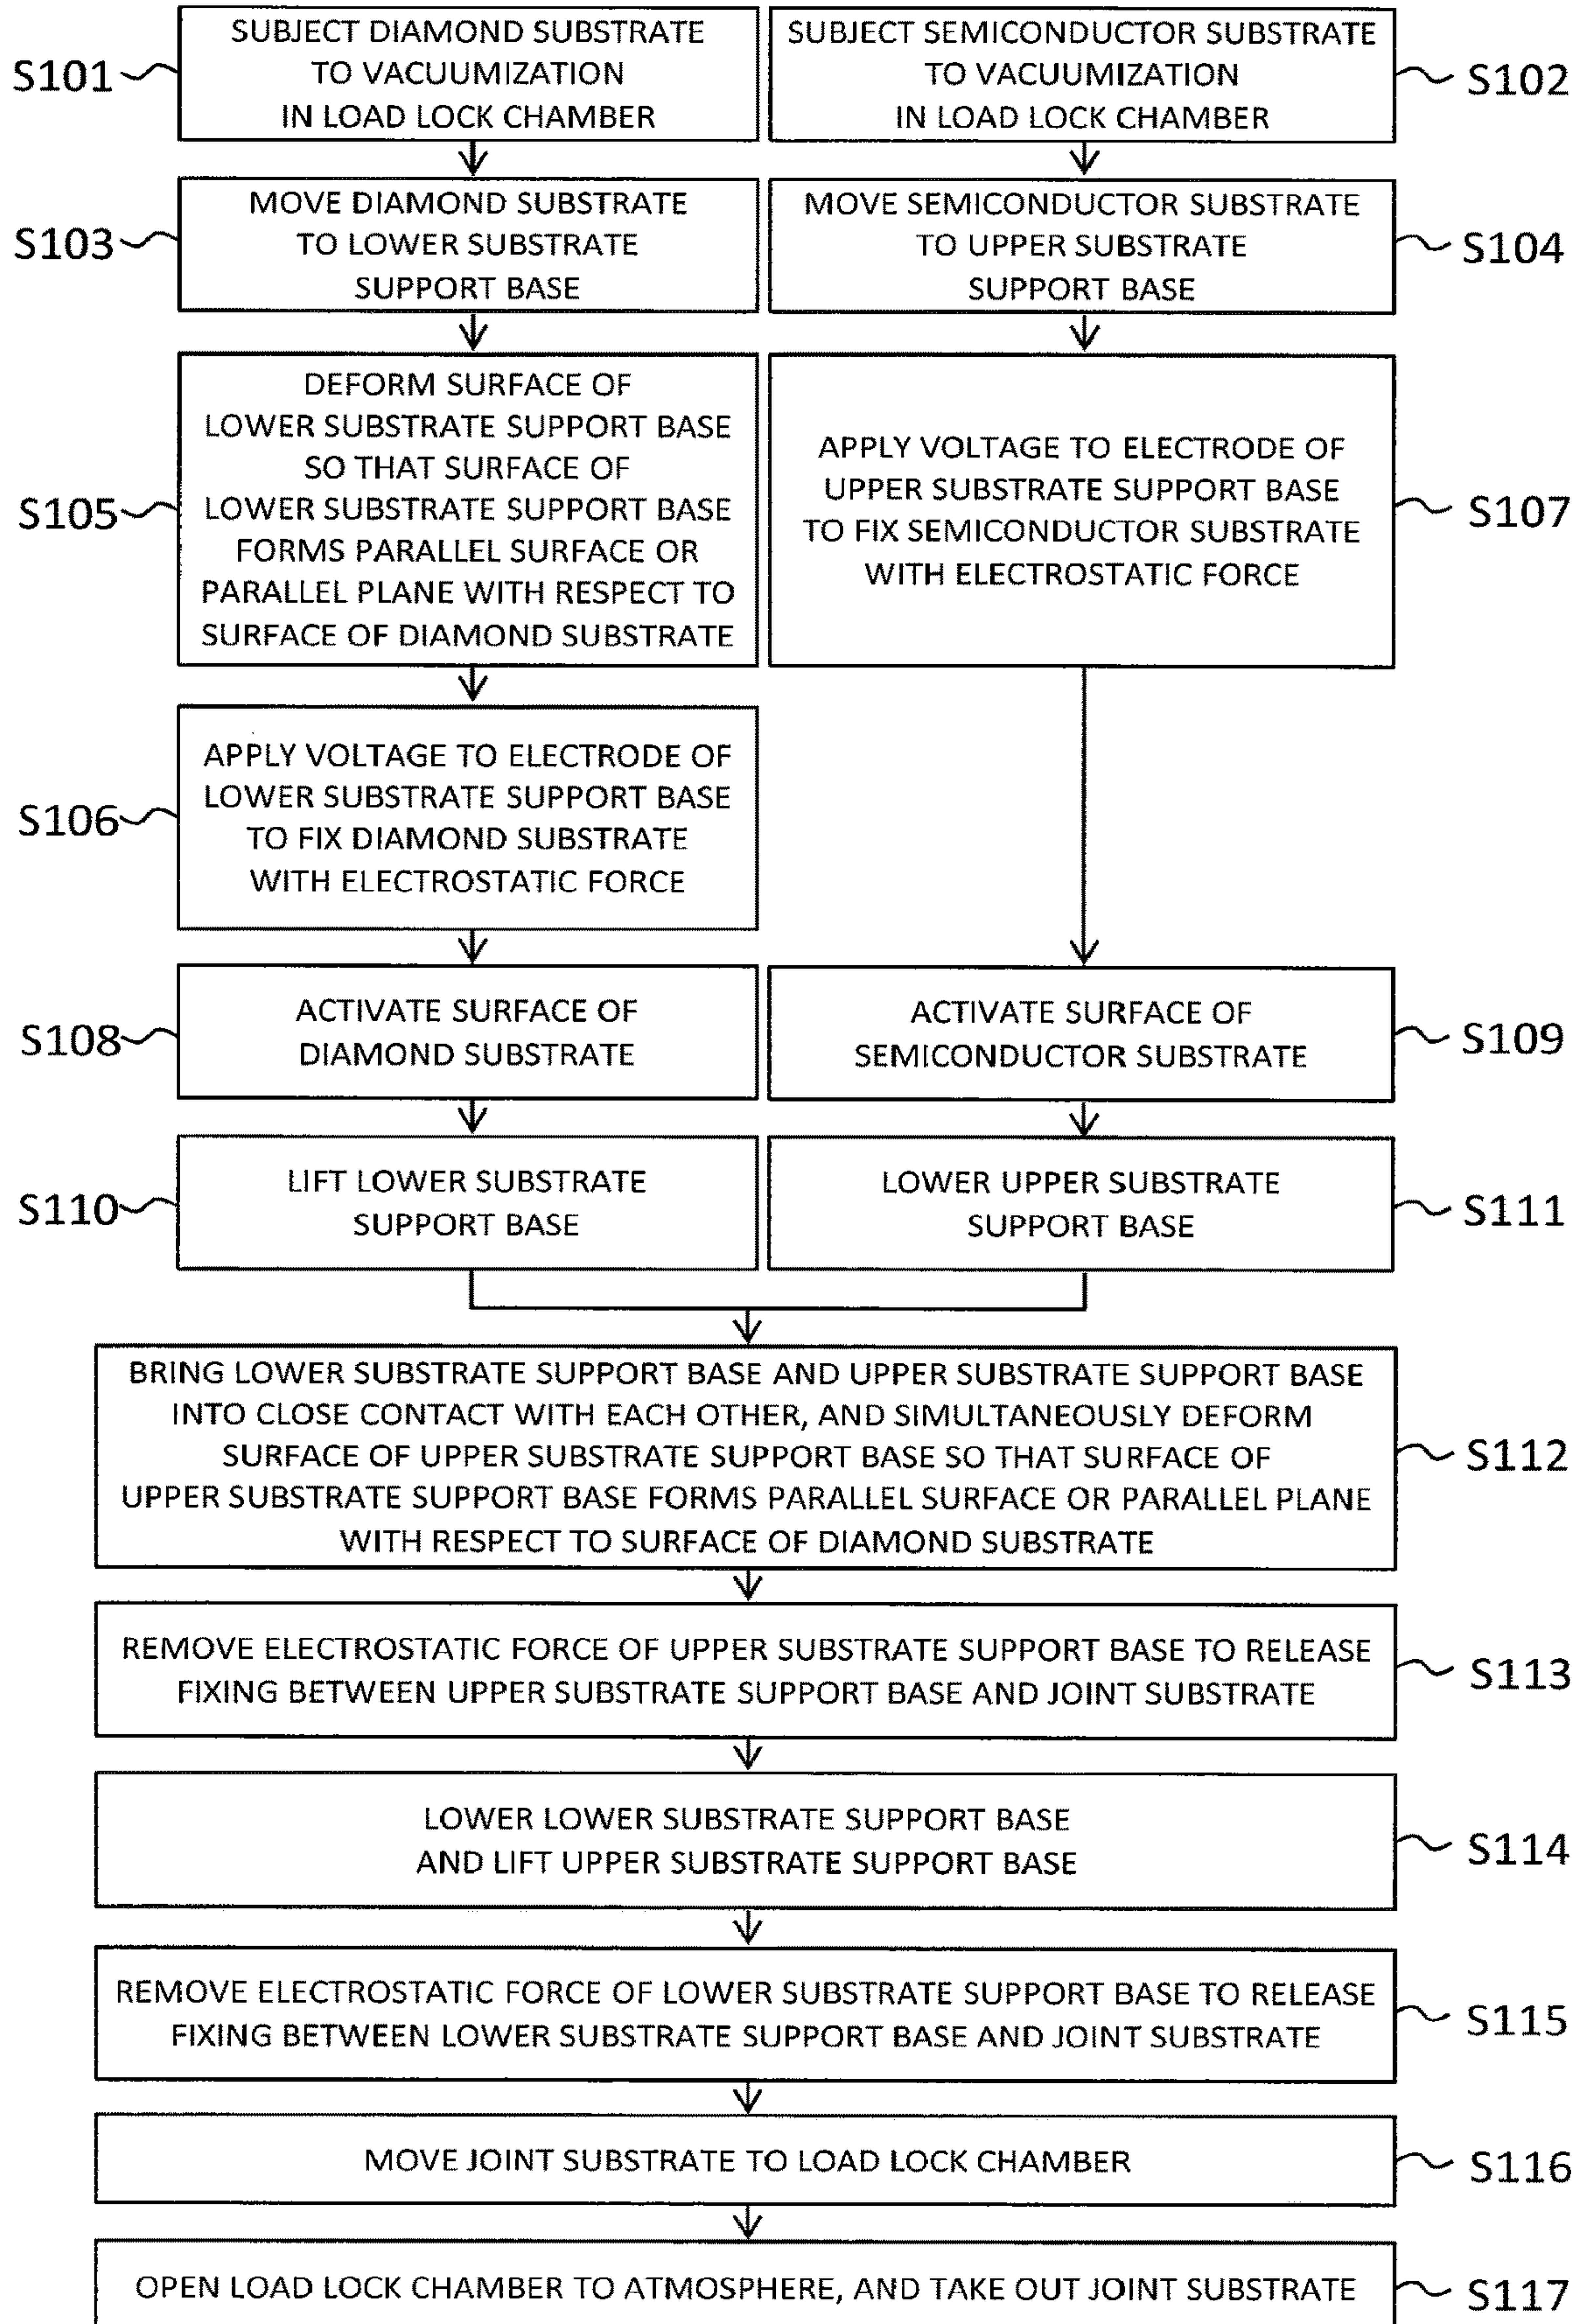 S101
SUBJECT DIAMOND SUBSTRATE
TO VACUUMIZATION
IN LOAD LOCK CHAMBER
SUBJECT SEMICONDUCTOR SUBSTRATE
TO VACUUMIZATION
IN LOAD LOCK CHAMBER
S102
S103
MOVE DIAMOND SUBSTRATE
TO LOWER SUBSTRATE
SUPPORT BASE
MOVE SEMICONDUCTOR SUBSTRATE
TO UPPER SUBSTRATE
SUPPORT BASE
S104
S105
DEFORM SURFACE OF
LOWER SUBSTRATE SUPPORT BASE
SO THAT SURFACE OF
LOWER SUBSTRATE SUPPORT BASE
FORMS PARALLEL SURFACE OR
PARALLEL PLANE WITH RESPECT TO
SURFACE OF DIAMOND SUBSTRATE
APPLY VOLTAGE TO ELECTRODE OF
UPPER SUBSTRATE SUPPORT BASE
TO FIX SEMICONDUCTOR SUBSTRATE
WITH ELECTROSTATIC FORCE
S107
S106
APPLY VOLTAGE TO ELECTRODE OF
LOWER SUBSTRATE SUPPORT BASE
TO FIX DIAMOND SUBSTRATE
WITH ELECTROSTATIC FORCE
S108
ACTIVATE SURFACE OF
DIAMOND SUBSTRATE
ACTIVATE SURFACE OF
SEMICONDUCTOR SUBSTRATE
S109
S110
LIFT LOWER SUBSTRATE
SUPPORT BASE
LOWER UPPER SUBSTRATE
SUPPORT BASE
S111
BRING LOWER SUBSTRATE SUPPORT BASE AND UPPER SUBSTRATE SUPPORT BASE
INTO CLOSE CONTACT WITH EACH OTHER, AND SIMULTANEOUSLY DEFORM
SURFACE OF UPPER SUBSTRATE SUPPORT BASE SO THAT SURFACE OF
UPPER SUBSTRATE SUPPORT BASE FORMS PARALLEL SURFACE OR PARALLEL PLANE
WITH RESPECT TO SURFACE OF DIAMOND SUBSTRATE
S112
REMOVE ELECTROSTATIC FORCE OF UPPER SUBSTRATE SUPPORT BASE TO RELEASE
FIXING BETWEEN UPPER SUBSTRATE SUPPORT BASE AND JOINT SUBSTRATE
S113
LOWER LOWER SUBSTRATE SUPPORT BASE
AND LIFT UPPER SUBSTRATE SUPPORT BASE
S114
REMOVE ELECTROSTATIC FORCE OF LOWER SUBSTRATE SUPPORT BASE TO RELEASE
FIXING BETWEEN LOWER SUBSTRATE SUPPORT BASE AND JOINT SUBSTRATE
S115
MOVE JOINT SUBSTRATE TO LOAD LOCK CHAMBER
S116
OPEN LOAD LOCK CHAMBER TO ATMOSPHERE, AND TAKE OUT JOINT SUBSTRATE
S117